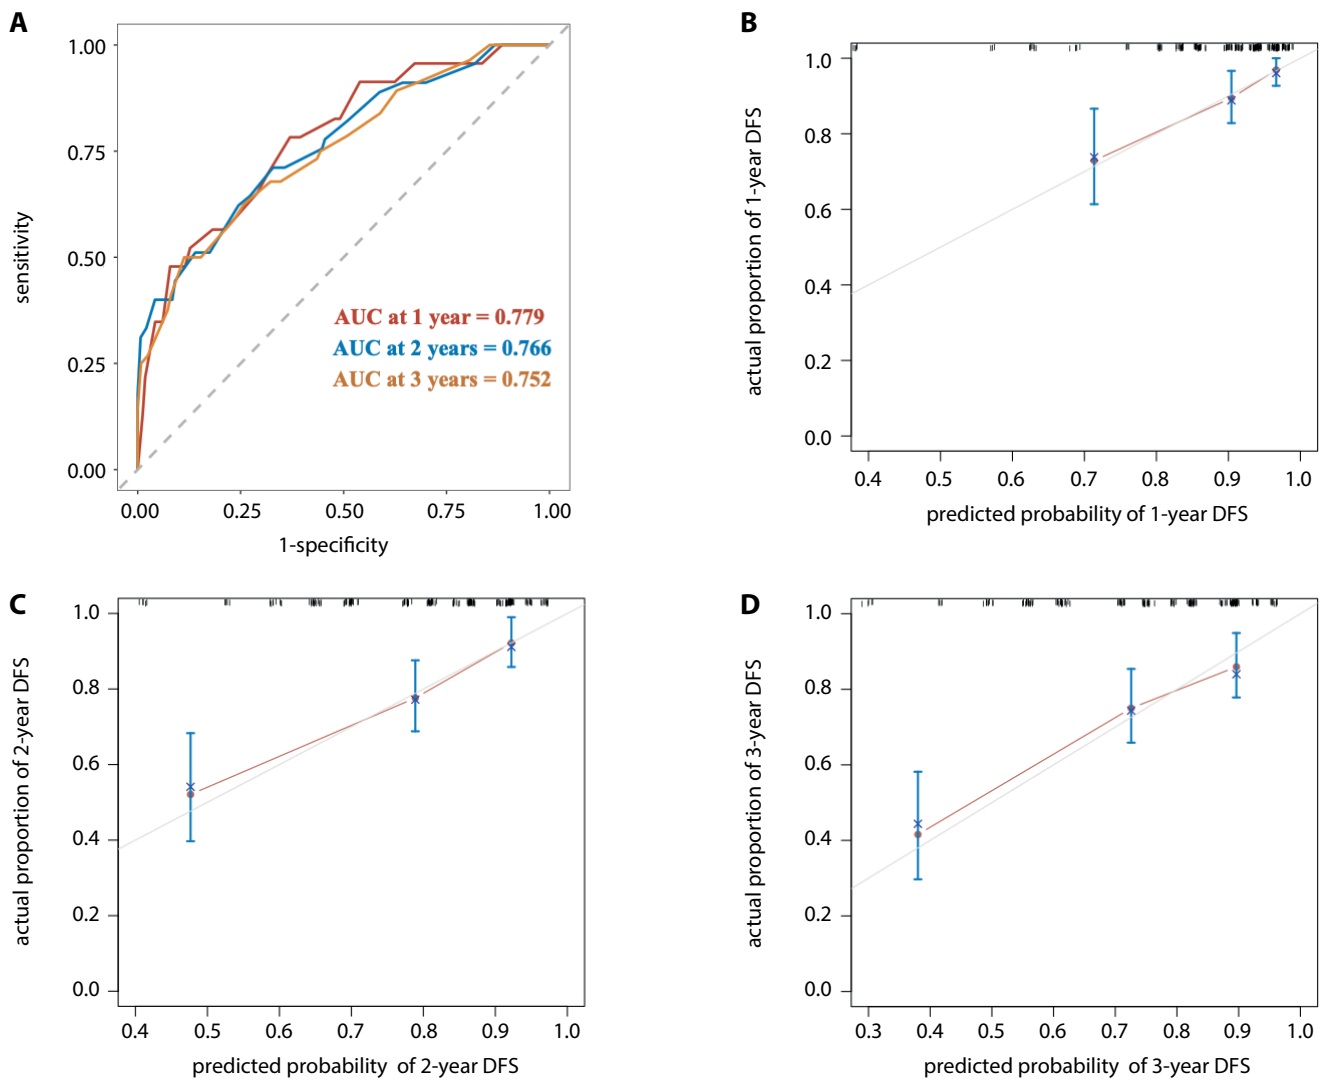 A
1.00
0.75
0.50
0.25
0.00
sensitivity
AUC at 1 year = 0.779
AUC at 2 years = 0.766
AUC at 3 years = 0.752
0.00 0.25 0.50 0.75 1.00
1-specificity
B
1.0
0.8
0.6
0.4
0.2
0.0
actual proportion of 1-year DFS
0.4 0.5 0.6 0.7 0.8 0.9 1.0
predicted probability of 1-year DFS
C
1.0
0.8
0.6
0.4
0.2
0.0
actual proportion of 2-year DFS
0.4 0.5 0.6 0.7 0.8 0.9 1.0
predicted probability of 2-year DFS
D
1.0
0.8
0.6
0.4
0.2
0.0
actual proportion of 3-year DFS
0.3 0.4 0.5 0.6 0.7 0.8 0.9 1.0
predicted probability of 3-year DFS